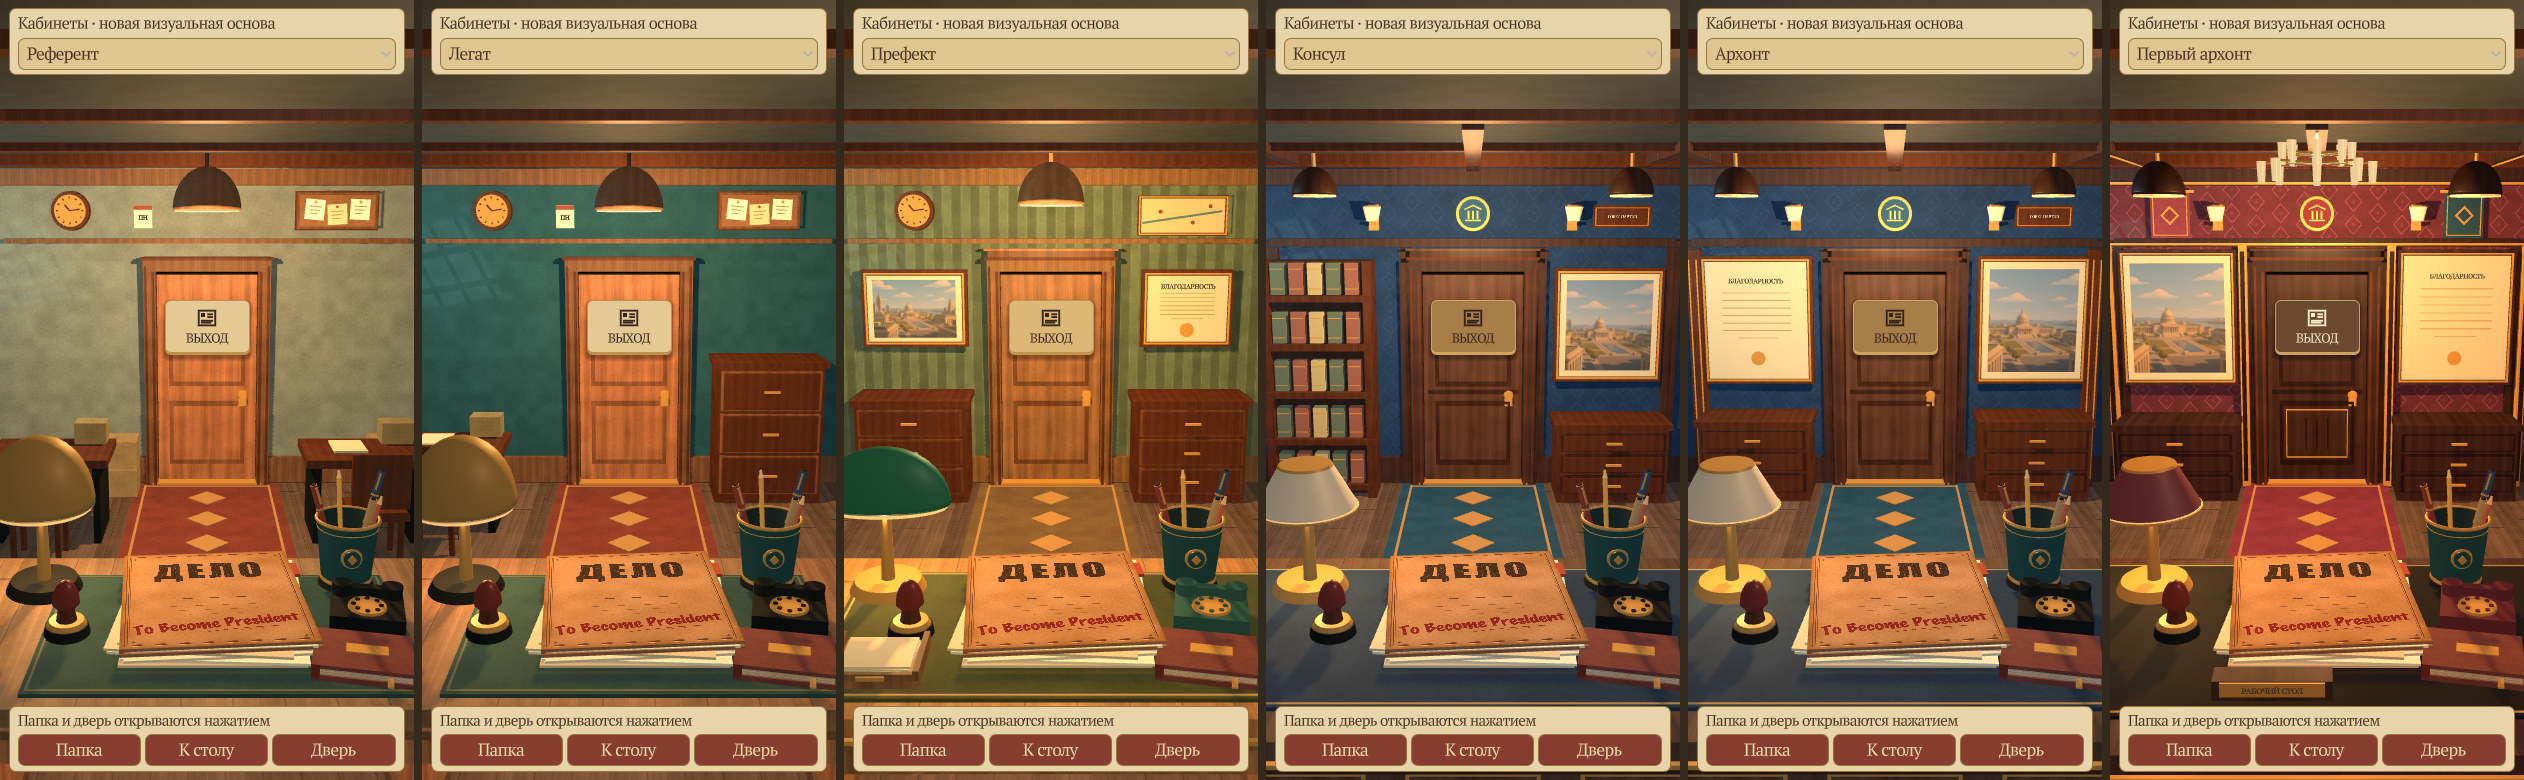 Кабинеты · новая визуальная основа
Референт
ПН
ВЫХОД
ДЕЛО
To Become President
Папка и дверь открываются нажатием
Папка
К столу
Дверь
Кабинеты · новая визуальная основа
Легат
ПН
ВЫХОД
ДЕЛО
To Become President
Папка и дверь открываются нажатием
Папка
К столу
Дверь
Кабинеты · новая визуальная основа
Префект
БЛАГОДАРНОСТЬ
ВЫХОД
ДЕЛО
To Become President
Папка и дверь открываются нажатием
Папка
К столу
Дверь
Кабинеты · новая визуальная основа
Консул
ВЫХОД
ДЕЛО
To Become President
Папка и дверь открываются нажатием
Папка
К столу
Дверь
Кабинеты · новая визуальная основа
Архонт
БЛАГОДАРНОСТЬ
ВЫХОД
ДЕЛО
To Become President
Папка и дверь открываются нажатием
Папка
К столу
Дверь
Кабинеты · новая визуальная основа
Первый архонт
БЛАГОДАРНОСТЬ
ВЫХОД
ДЕЛО
To Become President
РАБОЧИЙ СТОЛ
Папка и дверь открываются нажатием
Папка
К столу
Дверь